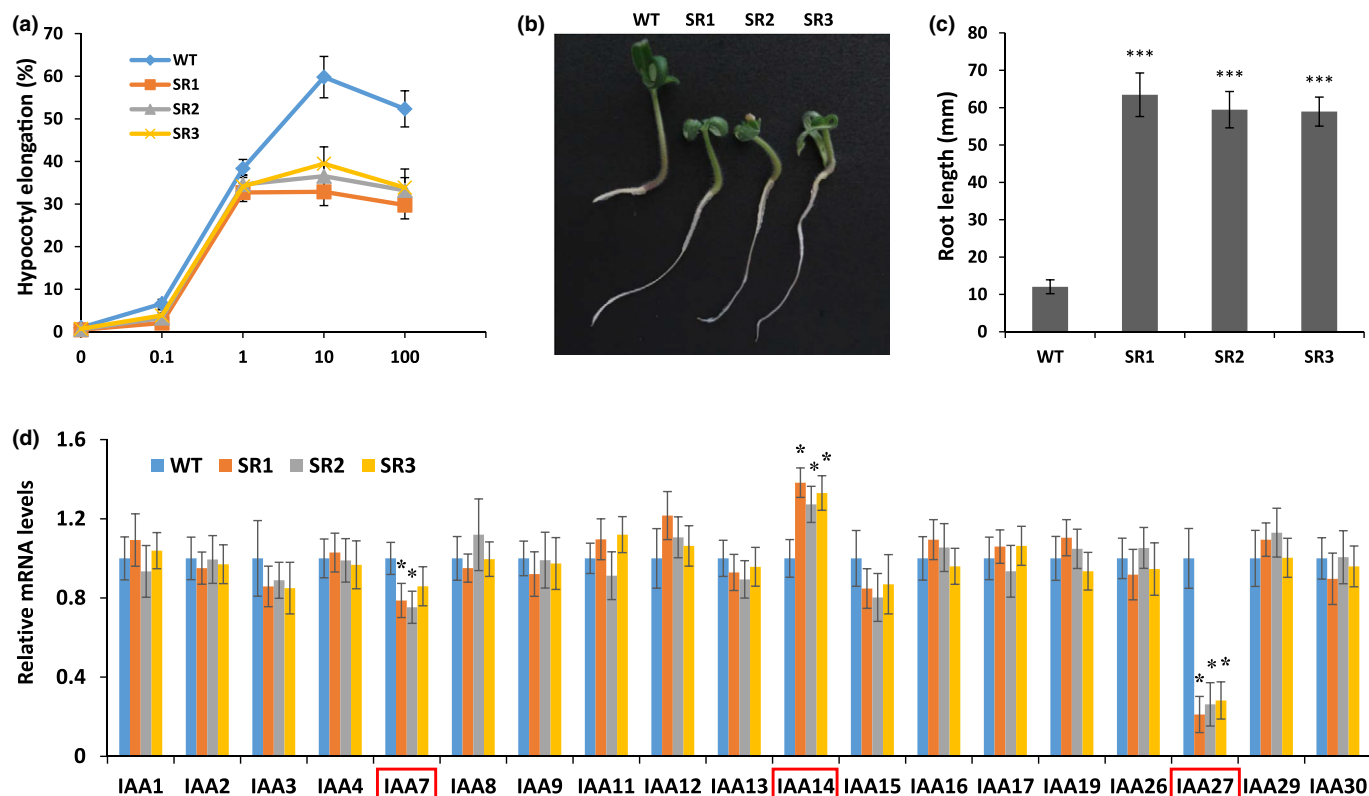 (a)
Hypocotyl elongation (%)
70
60
50
40
30
20
10
0
WT
SR1
SR2
SR3
0 0.1 1 10 100
(b)
WT SR1 SR2 SR3
(c)
Root length (mm)
80
70
60
50
40
30
20
10
0
*** *** ***
WT SR1 SR2 SR3
(d)
Relative mRNA levels
1.6
1.2
0.8
0.4
0
WT SR1 SR2 SR3
* *
* * *
* * *
IAA1 IAA2 IAA3 IAA4 IAA7 IAA8 IAA9 IAA11 IAA12 IAA13 IAA14 IAA15 IAA16 IAA17 IAA19 IAA26 IAA27 IAA29 IAA30